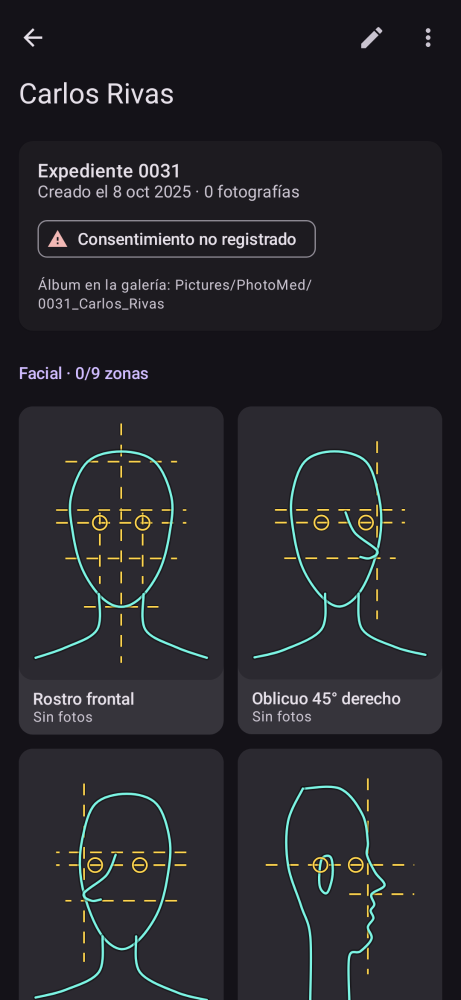 Carlos Rivas
Expediente 0031
Creado el 8 oct 2025 · 0 fotografías
Consentimiento no registrado
Álbum en la galería: Pictures/PhotoMed/
0031_Carlos_Rivas
Facial · 0/9 zonas
Rostro frontal
Sin fotos
Oblicuo 45° derecho
Sin fotos